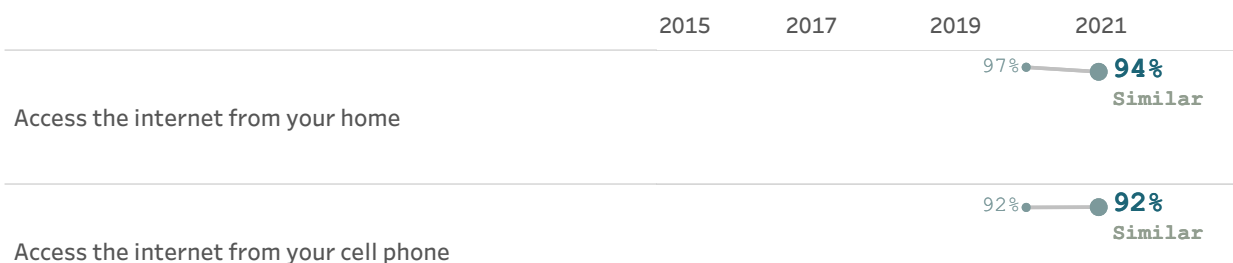 2015 2017 2019 2021
97% 94%
Similar
Access the internet from your home
92% 92%
Similar
Access the internet from your cell phone